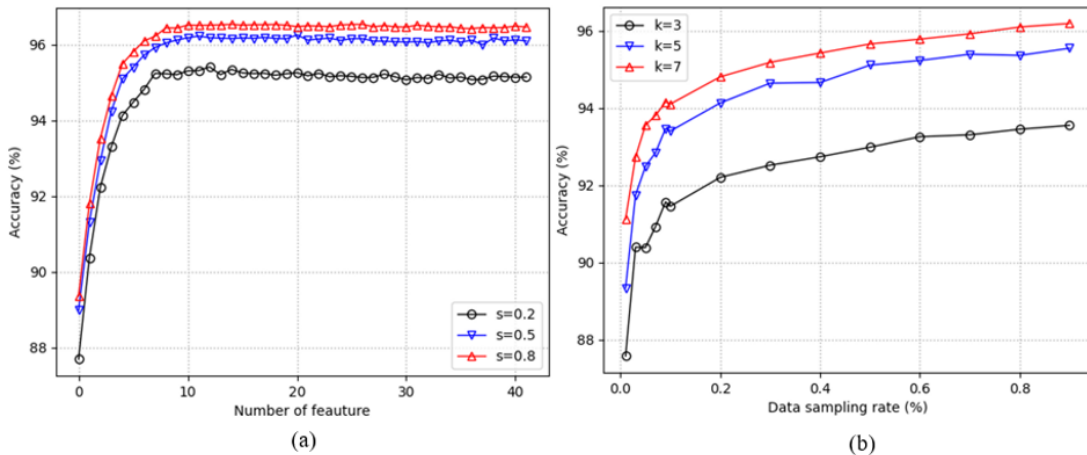 96
94
92
90
88
Accuracy (%)
0
10
20
30
40
Number of feauture
s=0.2
s=0.5
s=0.8
(a)
k=3
k=5
k=7
96
94
92
90
88
Accuracy (%)
0.0
0.2
0.4
0.6
0.8
Data sampling rate (%)
(b)